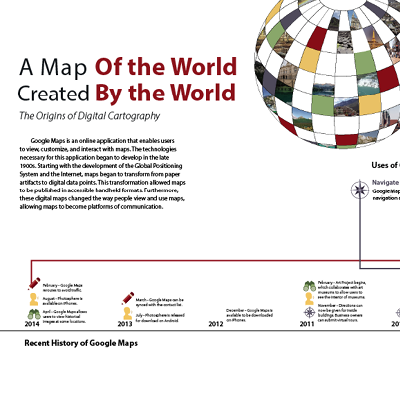 A Map Of the World
Created By the World
The Origins of Digital Cartography
Google Maps is an online application that enables users
to view, customize, and interact with maps. The technologies
necessary for this application began to develop in the late
1900s. Starting with the development of the Global Positioning
System and the Internet, maps began to transform from paper
artifacts to digital data points. This transformation allowed maps
to be published in accessible handheld formats. Furthermore,
these digital maps changed the way people view and use maps,
allowing maps to become platforms of communication.
Uses of
Navigate
Google Map
navigation
February - Google Maps
reroutes to avoid traffic.
August - Photosphere is
available on iPhones.
April - Google Maps allows
users to view historical
images at some locations.
2014
March - Google Maps can be
synced with the contact list.
July - Photosphere is released
for download on Android.
2013
December - Google Maps is
available to be downloaded
on iPhones.
2012
February - Art Project begins,
which collaborates with art
museums to allow users to
see the interior of museums.
November - Directions can
now be given for inside
buildings. Business owners
can submit virtual tours.
2011
20
Recent History of Google Maps